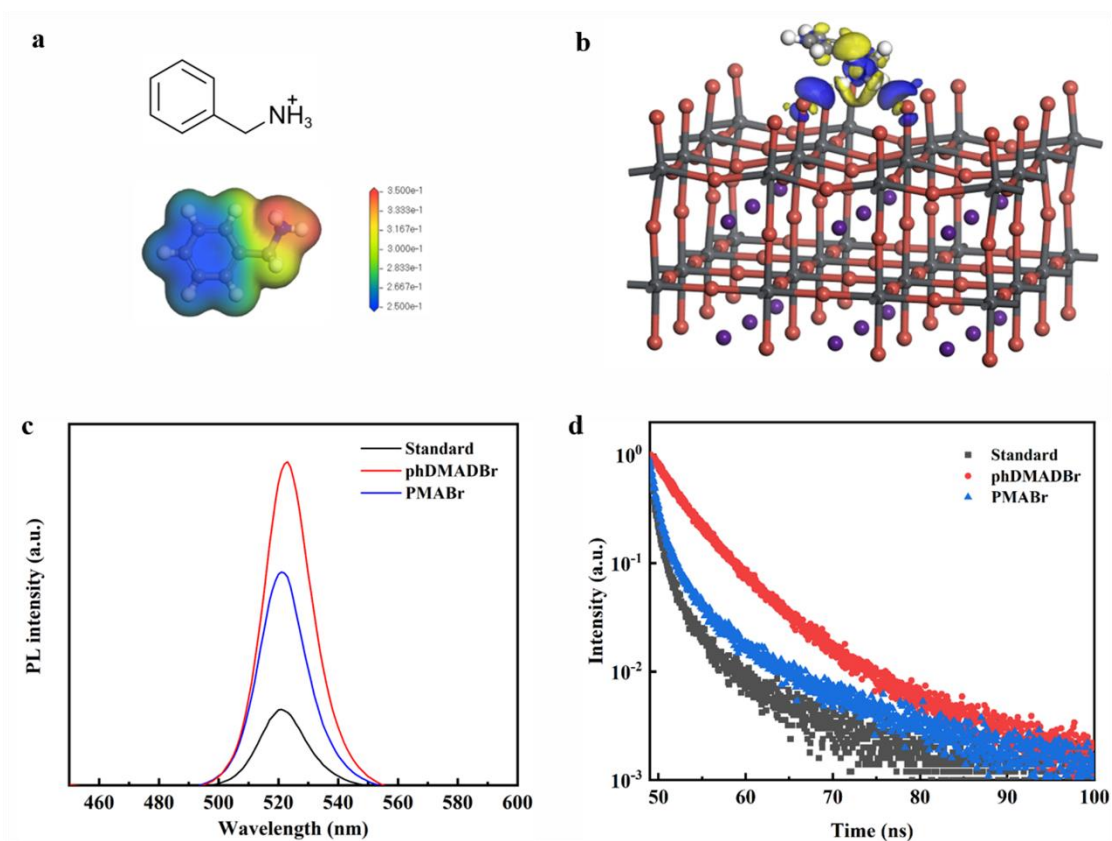 a
NH3
+
3.500e-1
3.333e-1
3.167e-1
3.000e-1
2.833e-1
2.667e-1
2.500e-1
b
c
Standard
phDMADBr
PMABr
PL intensity (a.u.)
460 480 500 520 540 560 580 600
Wavelength (nm)
d
Standard
phDMADBr
PMABr
Intensity (a.u.)
10^0
10^-1
10^-2
10^-3
50 60 70 80 90 100
Time (ns)